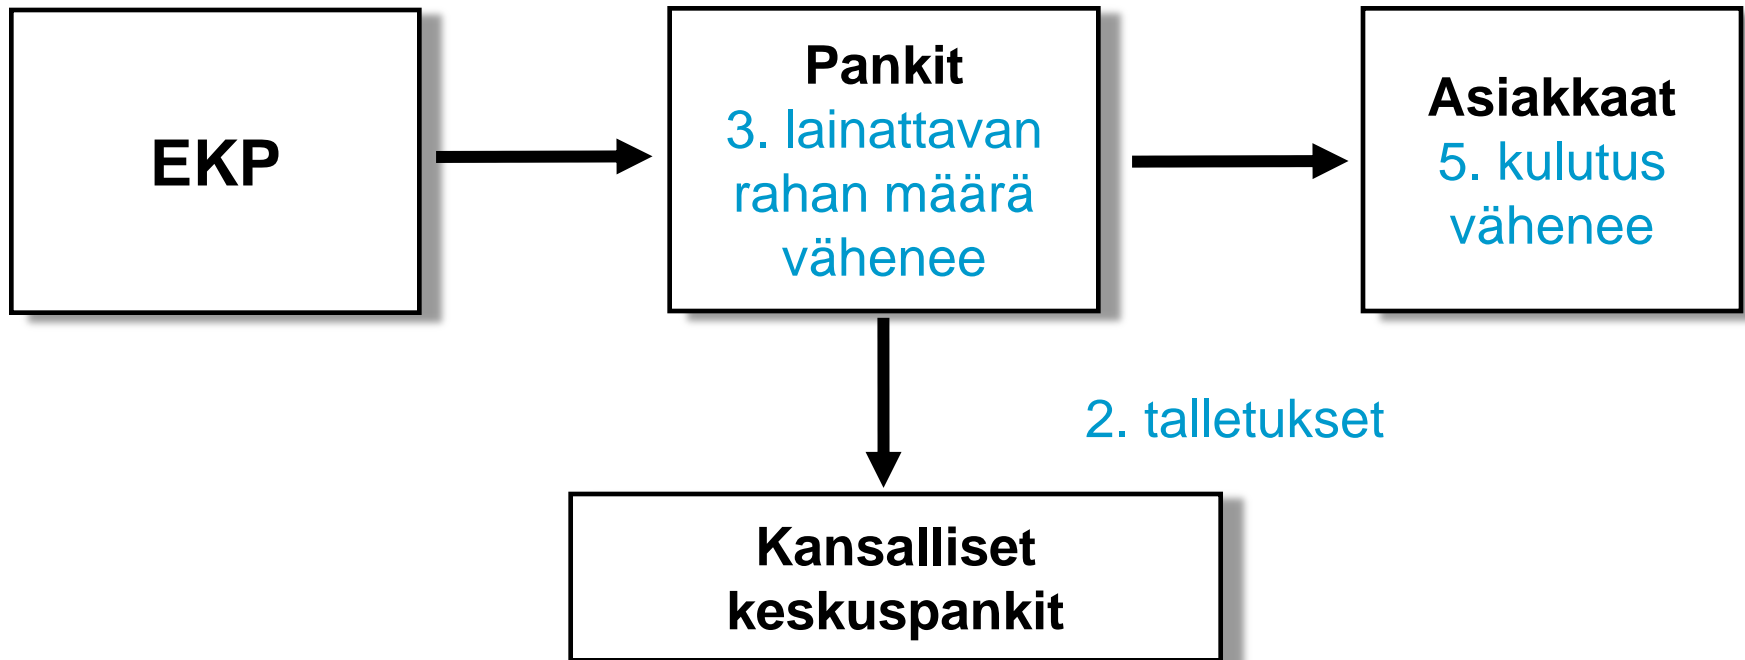 EKP
Pankit
3. lainattavan
rahan määrä
vähenee
Asiakkaat
5. kulutus
vähenee
2. talletukset
Kansalliset
keskuspankit